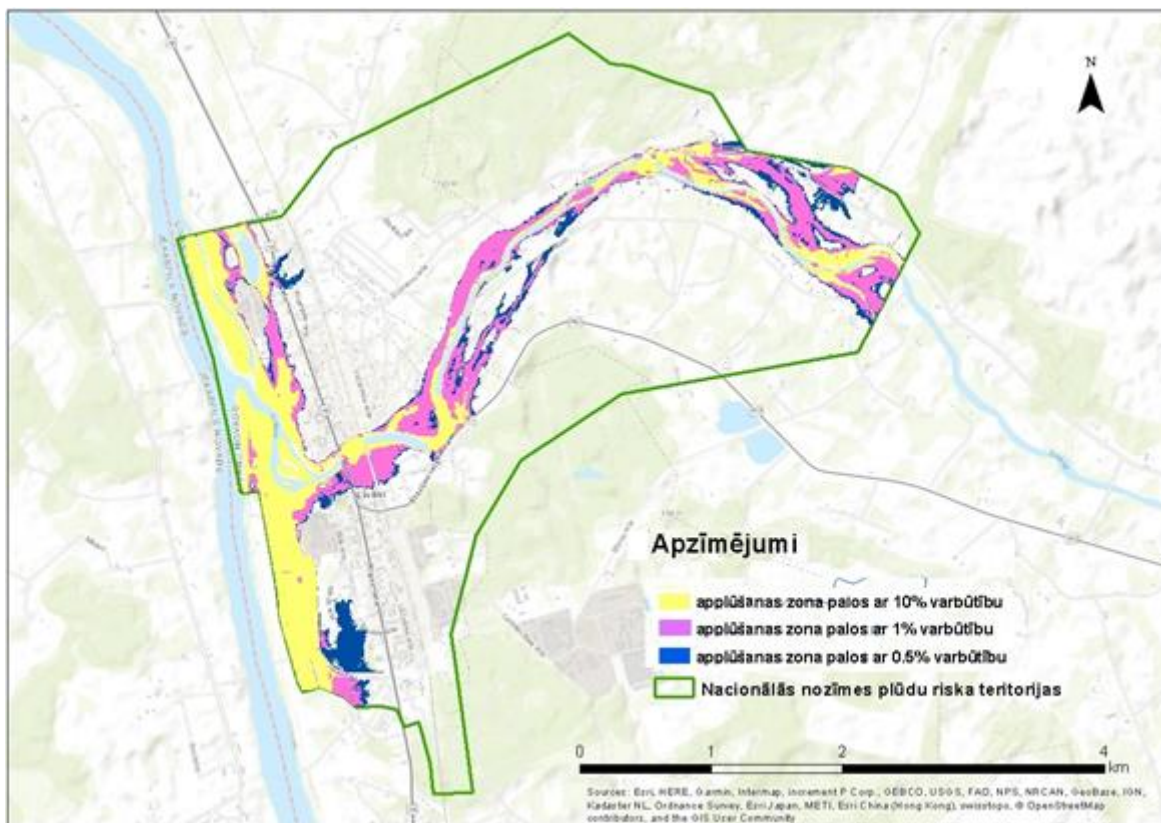 N
Apzīmējumi
applūšanas zona palos ar 10% varbūtību
applūšanas zona palos ar 1% varbūtību
applūšanas zona palos ar 0.5% varbūtību
Nacionālās nozīmes plūdu riska teritorijas
0 1 2 4
km
Sources: Esri, HERE, Garmin, Intermap, increment P Corp., GEBCO, USGS, FAO, NPS, NRCAN, GeoBase, IGN,
Kadaster NL, Ordnance Survey, Esri Japan, METI, Esri China (Hong Kong), swisstopo, © OpenStreetMap
contributors, and the GIS User Community